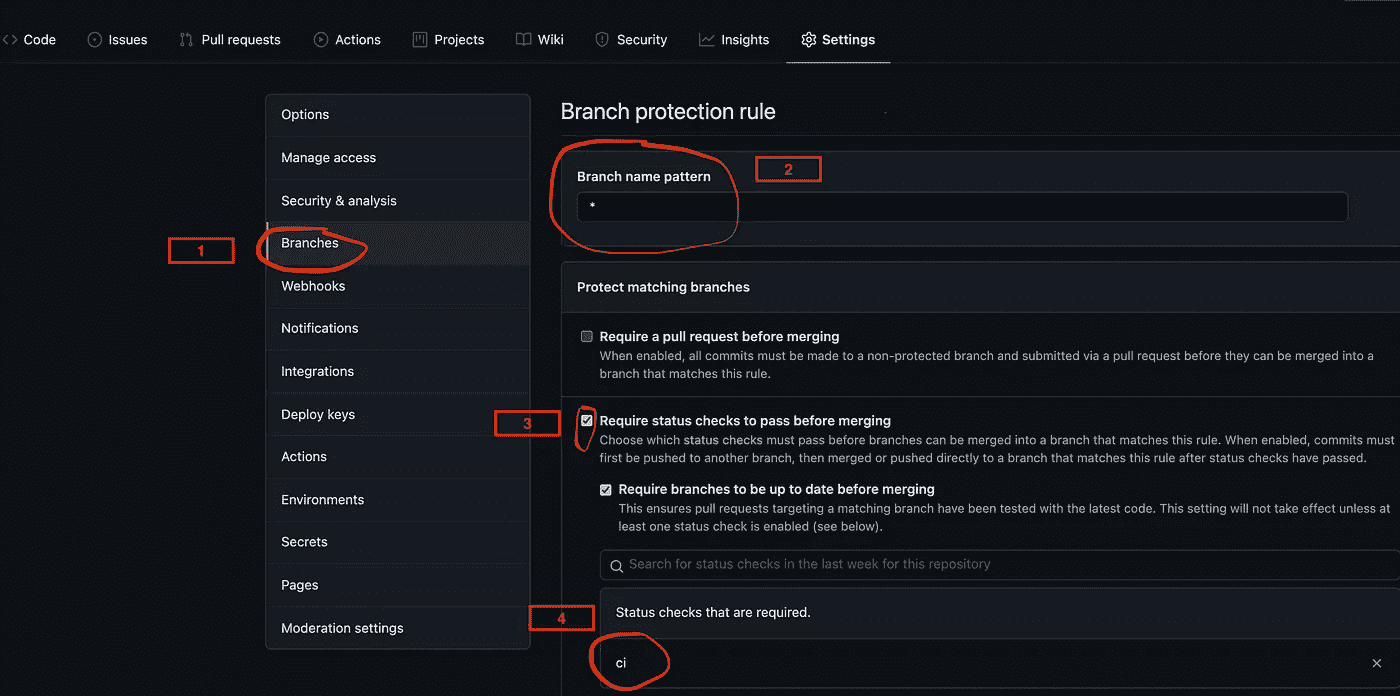 Code Issues Pull requests Actions Projects Wiki Security Insights Settings
Options
Manage access
Security & analysis
1
Branches
Webhooks
Notifications
Integrations
Deploy keys
Actions
Environments
Secrets
Pages
Moderation settings
Branch protection rule
Branch name pattern
2
*
Protect matching branches
Require a pull request before merging
When enabled, all commits must be made to a non-protected branch and submitted via a pull request before they can be merged into a
branch that matches this rule.
3
Require status checks to pass before merging
Choose which status checks must pass before branches can be merged into a branch that matches this rule. When enabled, commits must
first be pushed to another branch, then merged or pushed directly to a branch that matches this rule after status checks have passed.
Require branches to be up to date before merging
This ensures pull requests targeting a matching branch have been tested with the latest code. This setting will not take effect unless at
least one status check is enabled (see below).
Search for status checks in the last week for this repository
4
Status checks that are required.
ci